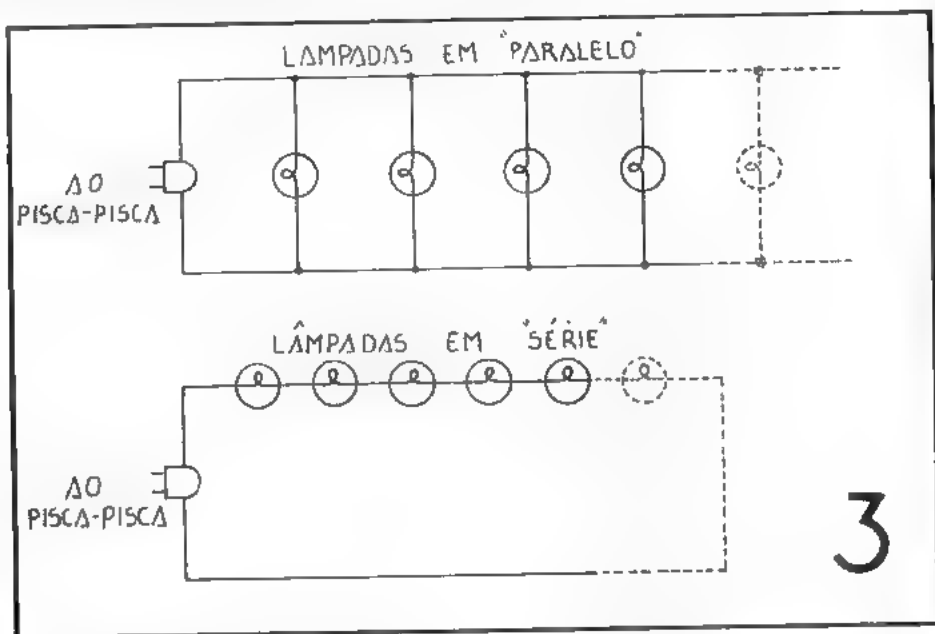 LAMPADAS EM "PARALELO"
AO
PISCA-PISCA
LÂMPADAS EM "SÉRIE"
AO
PISCA-PISCA
3